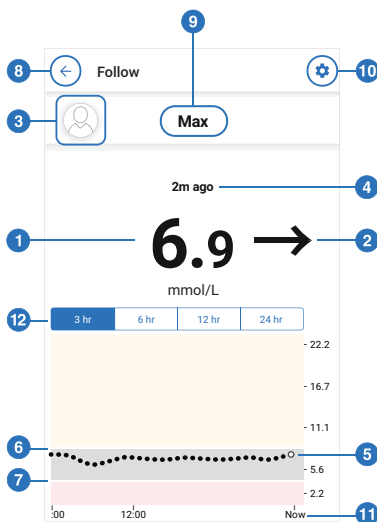 9
8
Follow
10
3
Max
2m ago
4
1
6.9
2
mmol/L
12
3 hr
6 hr
12 hr
24 hr
22.2
16.7
11.1
6
5
5.6
7
2.2
:00
12:00
Now
11